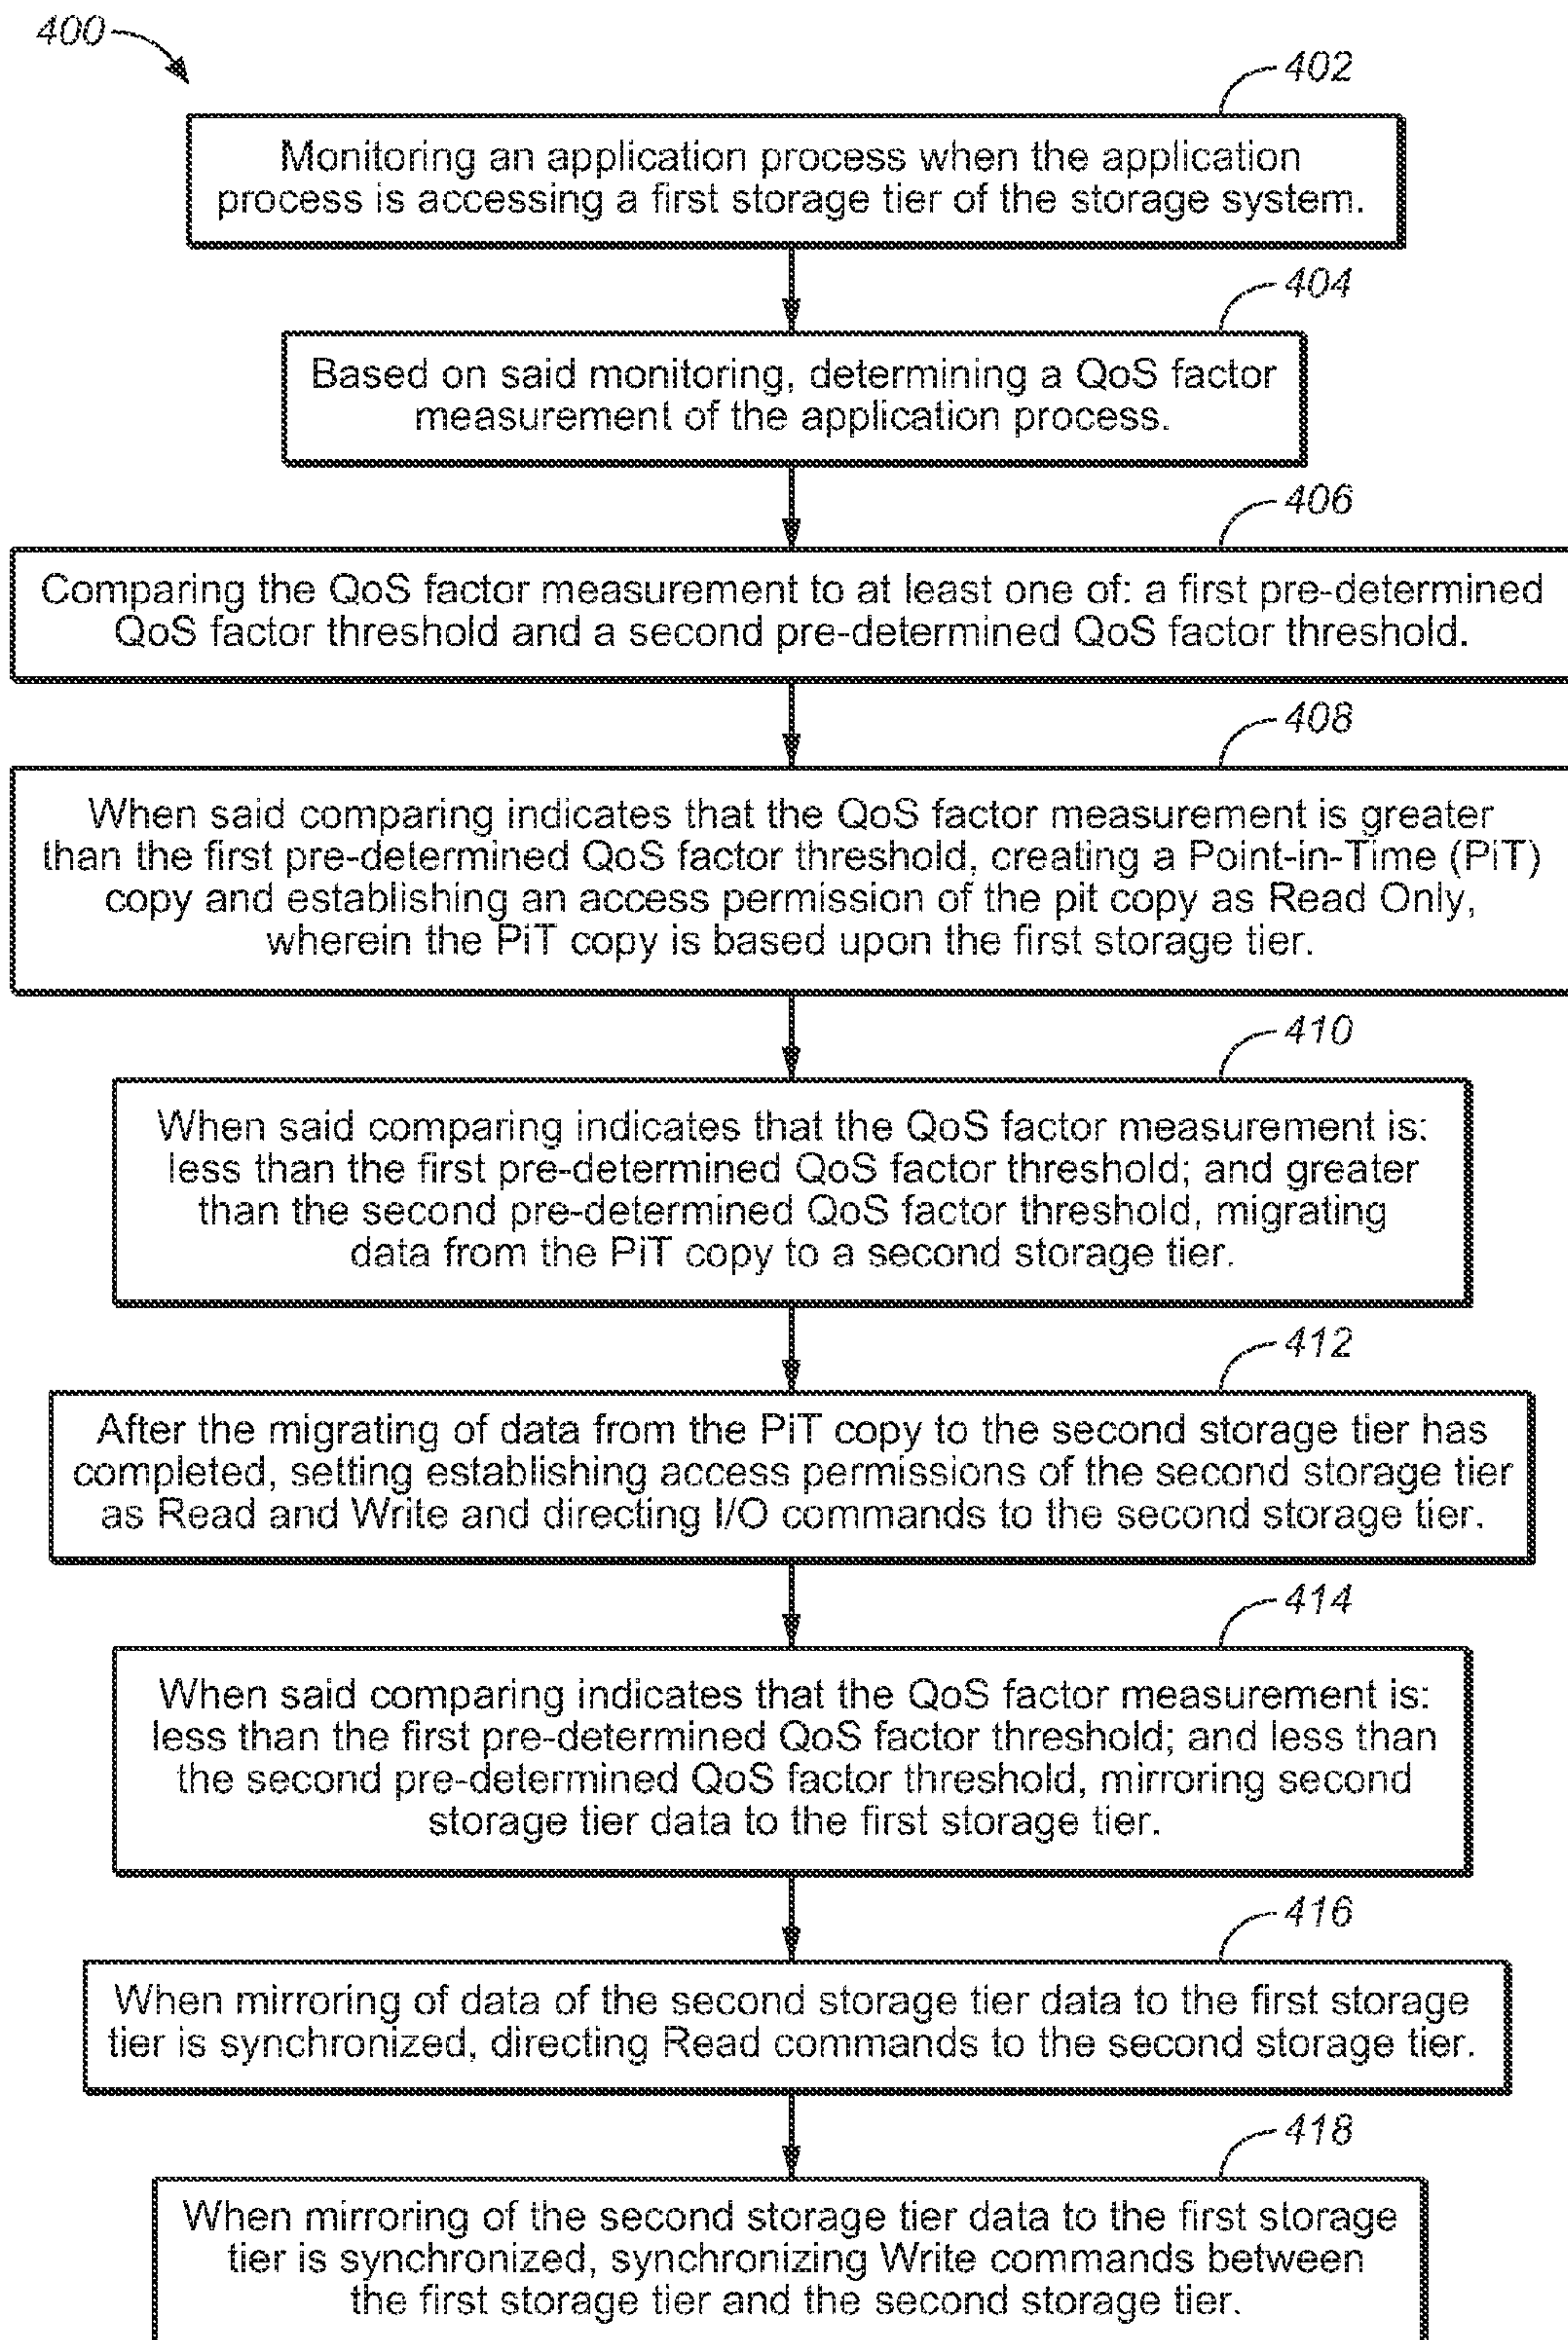 400
402
Monitoring an application process when the application
process is accessing a first storage tier of the storage system.
404
Based on said monitoring, determining a QoS factor
measurement of the application process.
406
Comparing the QoS factor measurement to at least one of: a first pre-determined
QoS factor threshold and a second pre-determined QoS factor threshold.
408
When said comparing indicates that the QoS factor measurement is greater
than the first pre-determined QoS factor threshold, creating a Point-in-Time (PiT)
copy and establishing an access permission of the pit copy as Read Only,
wherein the PiT copy is based upon the first storage tier.
410
When said comparing indicates that the QoS factor measurement is:
less than the first pre-determined QoS factor threshold; and greater
than the second pre-determined QoS factor threshold, migrating
data from the PiT copy to a second storage tier.
412
After the migrating of data from the PiT copy to the second storage tier has
completed, setting establishing access permissions of the second storage tier
as Read and Write and directing I/O commands to the second storage tier.
414
When said comparing indicates that the QoS factor measurement is:
less than the first pre-determined QoS factor threshold; and less than
the second pre-determined QoS factor threshold, mirroring second
storage tier data to the first storage tier.
416
When mirroring of data of the second storage tier data to the first storage
tier is synchronized, directing Read commands to the second storage tier.
418
When mirroring of the second storage tier data to the first storage
tier is synchronized, synchronizing Write commands between
the first storage tier and the second storage tier.